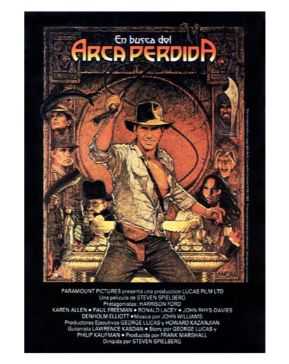 En busca del
ARCA PERDIDA
PARAMOUNT PICTURES presenta una produccion LUCAS FILM LTD
Una película de STEVEN SPIELBERG
Protagonistas: HARRISON FORD
KAREN ALLEN • PAUL FREEMAN • RONALD LACEY • JOHN RHYS-DAVIES
DENHOLM ELLIOTT • Música por JOHN WILLIAMS
Productores Ejecutivos GEORGE LUCAS y HOWARD KAZANJIAN
Guionista LAWRENCE KASDAN • Story por GEORGE LUCAS y
PHILIP KAUFMAN • Producida por FRANK MARSHALL
Dirigida por STEVEN SPIELBERG